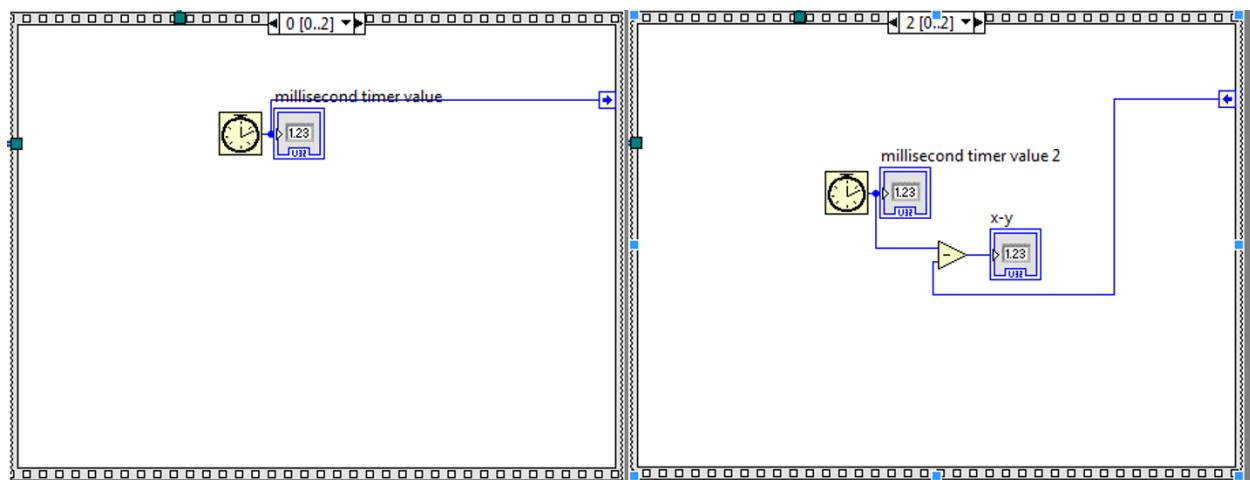 0 [0..2]
millisecond timer value
1.23
U32
2 [0..2]
millisecond timer value 2
1.23
U32
x-y
1.23
U32